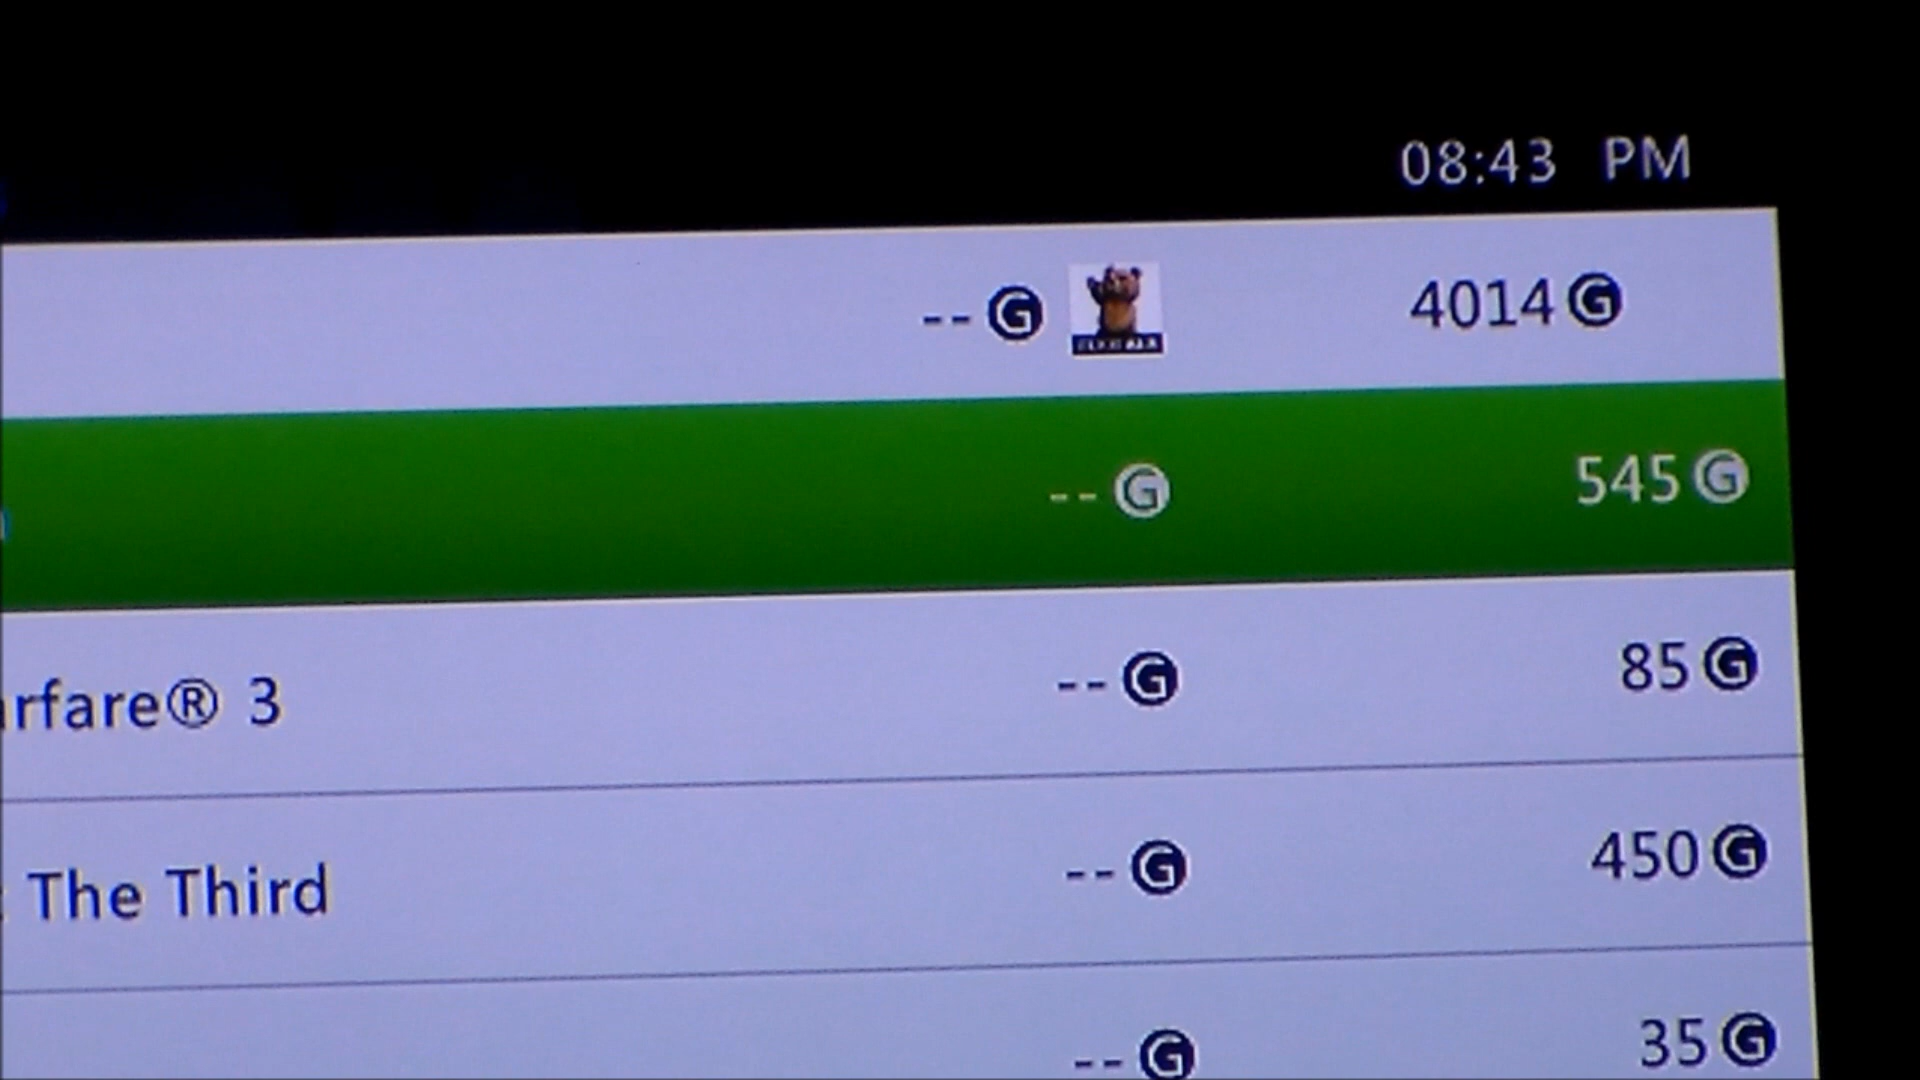 08:43 PM
--G 4014G
--G 545G
rfare® 3 --G 85G
: The Third --G 450G
--G 35G